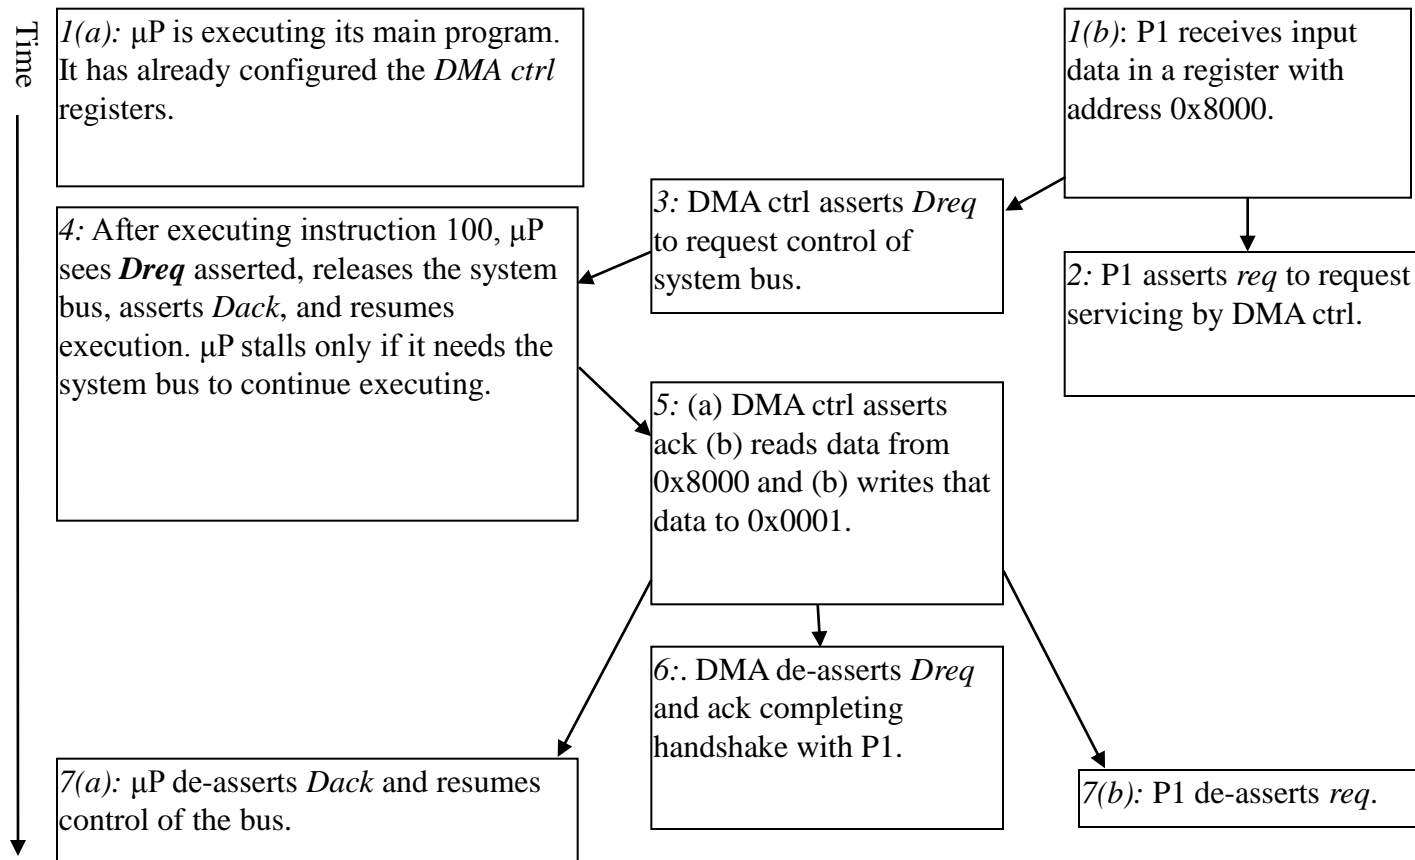 Time
1(a): μP is executing its main program.
It has already configured the DMA ctrl
registers.
1(b): P1 receives input
data in a register with
address 0x8000.
2: P1 asserts req to request
servicing by DMA ctrl.
3: DMA ctrl asserts Dreq
to request control of
system bus.
4: After executing instruction 100, μP
sees Dreq asserted, releases the system
bus, asserts Dack, and resumes
execution. μP stalls only if it needs the
system bus to continue executing.
5: (a) DMA ctrl asserts
ack (b) reads data from
0x8000 and (b) writes that
data to 0x0001.
6:. DMA de-asserts Dreq
and ack completing
handshake with P1.
7(a): μP de-asserts Dack and resumes
control of the bus.
7(b): P1 de-asserts req.